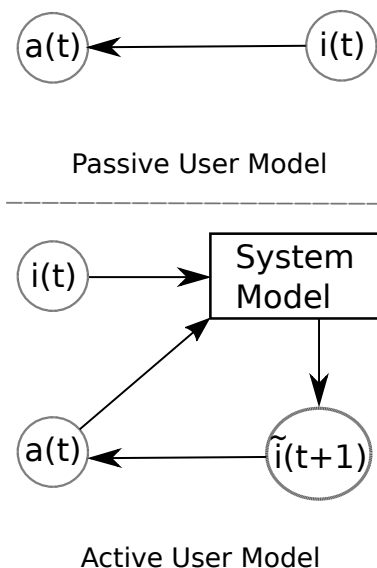 a(t) i(t)
Passive User Model
i(t)
System
Model
a(t) ĩ(t+1)
Active User Model